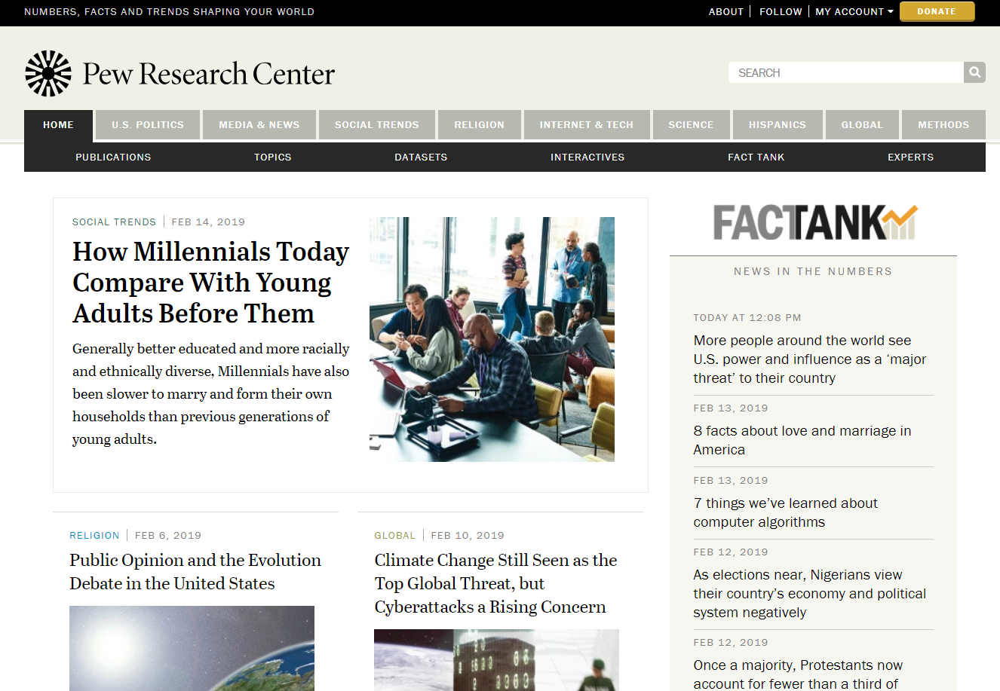 NUMBERS, FACTS AND TRENDS SHAPING YOUR WORLD
ABOUT
FOLLOW
MY ACCOUNT
DONATE
Pew Research Center
SEARCH
HOME
U.S. POLITICS
MEDIA & NEWS
SOCIAL TRENDS
RELIGION
INTERNET & TECH
SCIENCE
HISPANICS
GLOBAL
METHODS
PUBLICATIONS
TOPICS
DATASETS
INTERACTIVES
FACT TANK
EXPERTS
SOCIAL TRENDS | FEB 14, 2019
How Millennials Today
Compare With Young
Adults Before Them
Generally better educated and more racially
and ethnically diverse, Millennials have also
been slower to marry and form their own
households than previous generations of
young adults.
RELIGION | FEB 6, 2019
Public Opinion and the Evolution
Debate in the United States
GLOBAL | FEB 10, 2019
Climate Change Still Seen as the
Top Global Threat, but
Cyberattacks a Rising Concern
FACTANK
NEWS IN THE NUMBERS
TODAY AT 12:08 PM
More people around the world see
U.S. power and influence as a ‘major
threat’ to their country
FEB 13, 2019
8 facts about love and marriage in
America
FEB 13, 2019
7 things we’ve learned about
computer algorithms
FEB 12, 2019
As elections near, Nigerians view
their country’s economy and political
system negatively
FEB 12, 2019
Once a majority, Protestants now
account for fewer than a third of